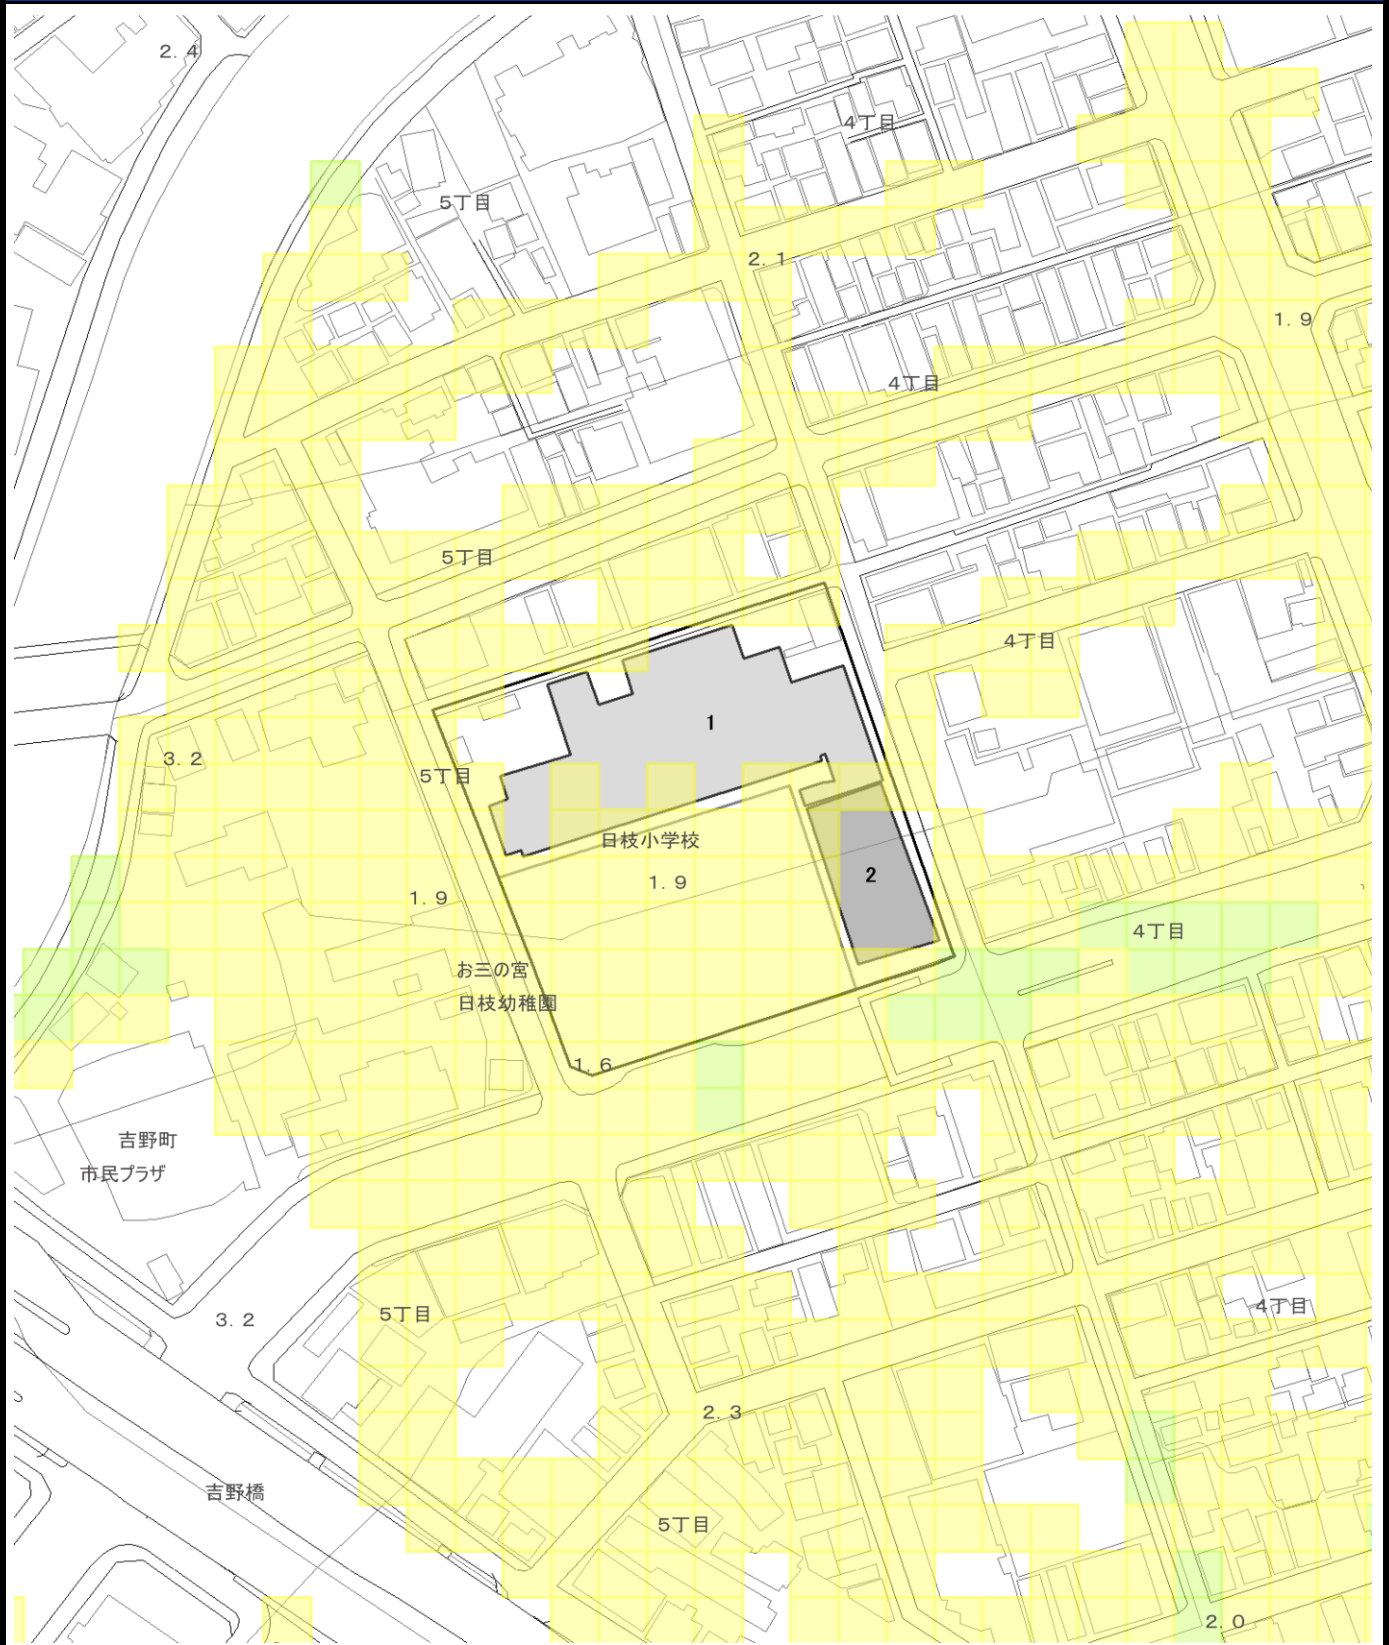 2. 4
4丁目
5丁目
2. 1
1. 9
4丁目
5丁目
4丁目
1
3. 2
5丁目
日枝小学校
2
1. 9
1. 9
4丁目
お三の宮
日枝幼稚園
1. 6
吉野町
市民プラザ
4丁目
5丁目
3. 2
2. 3
吉野橋
5丁目
2. 0